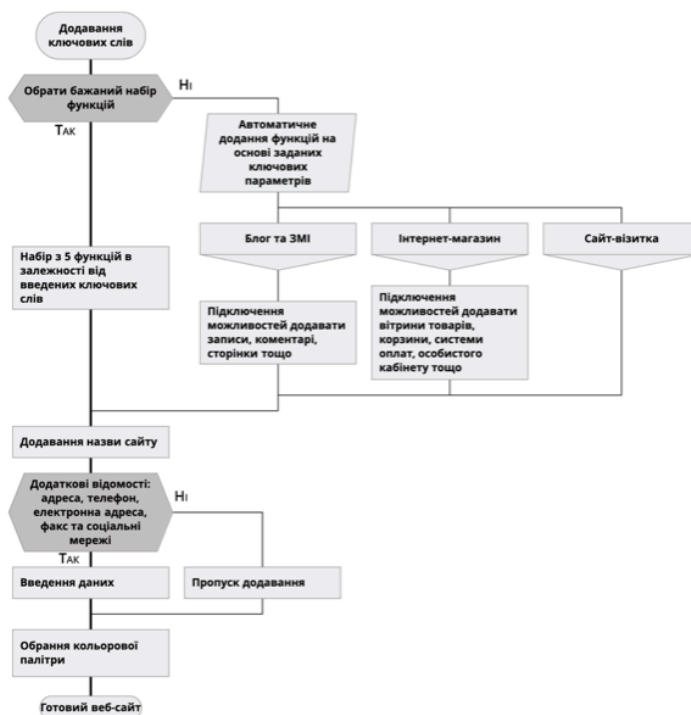 Додавання
ключових слів
Обрати бажаний набір
функцій
Ні
Так
Автоматичне
додання функцій на
основі заданих
ключових
параметрів
Блог та ЗМІ
Інтернет-магазин
Сайт-візитка
Набір з 5 функцій в
залежності від
введених ключових
слів
Підключення
можливостей додавати
записи, коментарі,
сторінки тощо
Підключення
можливостей додавати
вітрини товарів,
корзини, системи
оплат, особистого
кабінету тощо
Додавання назви сайту
Додаткові відомості:
адреса, телефон,
електронна адреса,
факс та соціальні
мережі
Ні
Так
Введення даних
Пропуск додавання
Обрання кольорової
палітри
Готовий веб-сайт